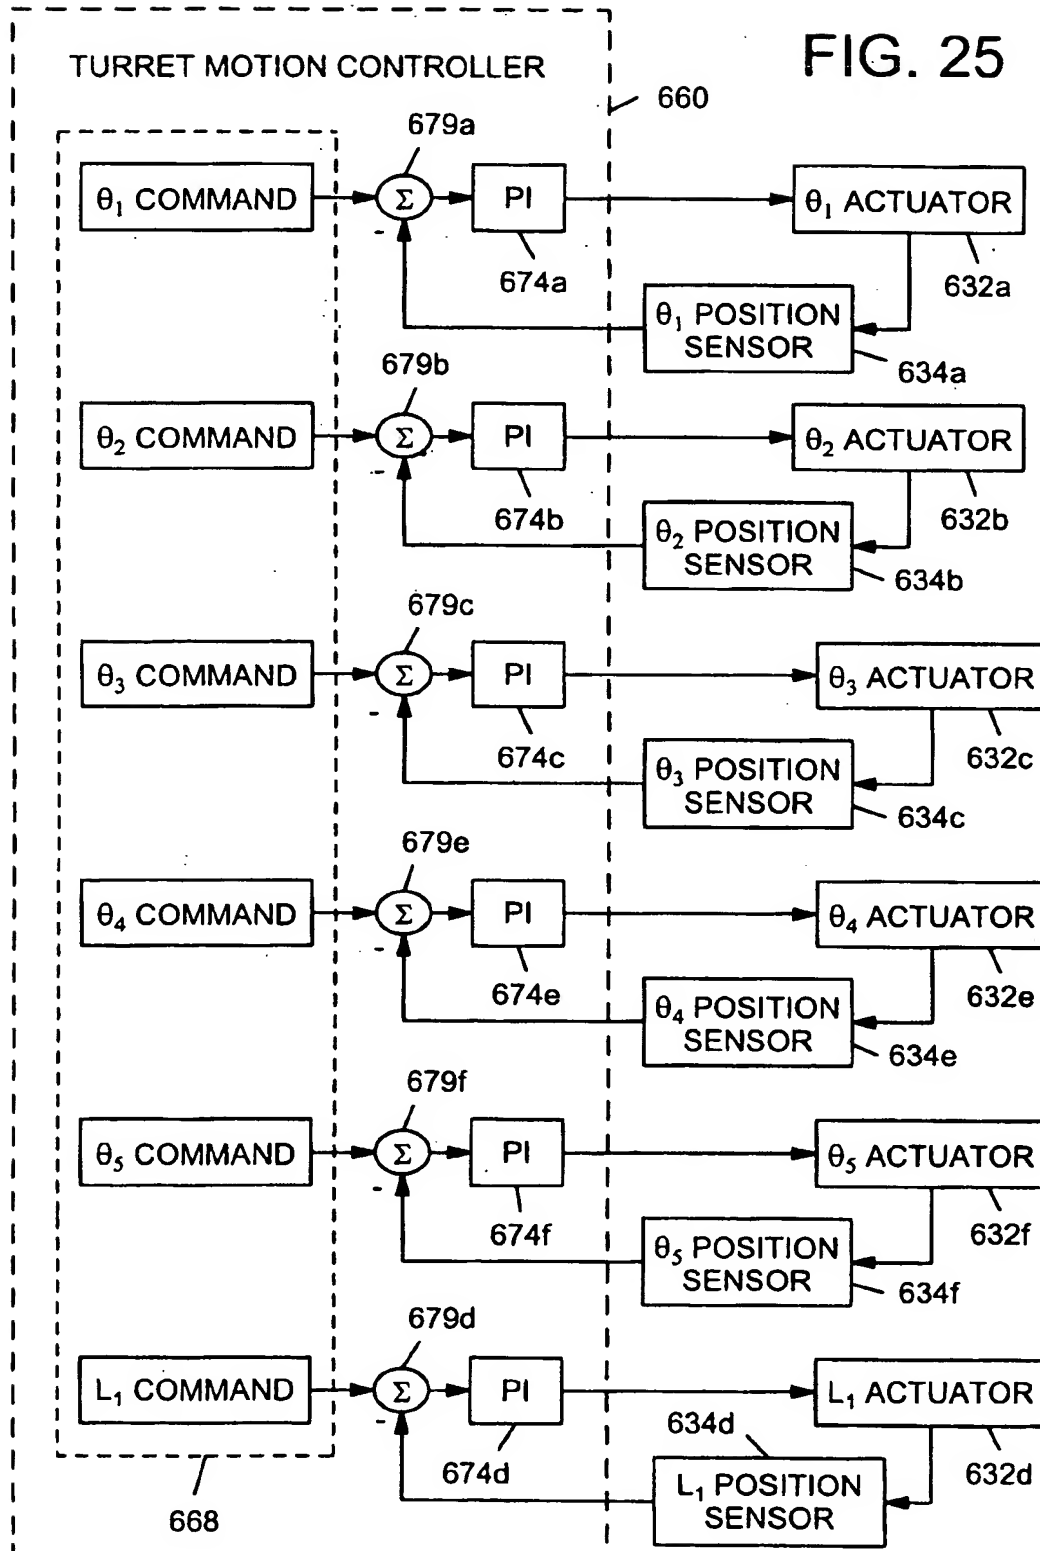 FIG. 25
TURRET MOTION CONTROLLER
660
679a
θ1 COMMAND
Σ
PI
θ1 ACTUATOR
-
674a
632a
θ1 POSITION
SENSOR
634a
679b
θ2 COMMAND
Σ
PI
θ2 ACTUATOR
-
674b
632b
θ2 POSITION
SENSOR
634b
679c
θ3 COMMAND
Σ
PI
θ3 ACTUATOR
-
674c
632c
θ3 POSITION
SENSOR
634c
679e
θ4 COMMAND
Σ
PI
θ4 ACTUATOR
-
674e
632e
θ4 POSITION
SENSOR
634e
679f
θ5 COMMAND
Σ
PI
θ5 ACTUATOR
-
674f
632f
θ5 POSITION
SENSOR
634f
679d
L1 COMMAND
Σ
PI
L1 ACTUATOR
-
634d
674d
632d
L1 POSITION
SENSOR
668